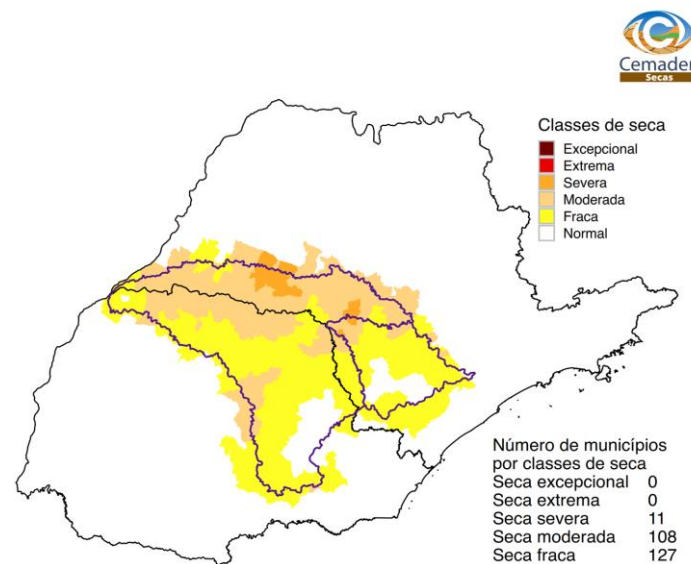 Cemaden
Secas
Classes de seca
Excepcional
Extrema
Severa
Moderada
Fraca
Normal
Número de municípios
por classes de seca
Seca excepcional 0
Seca extrema 0
Seca severa 11
Seca moderada 108
Seca fraca 127